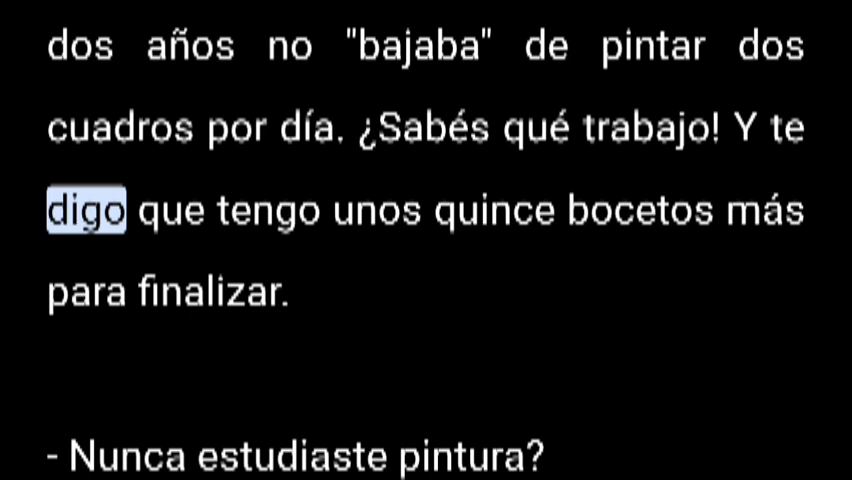 dos años no "bajaba" de pintar dos
cuadros por día. ¿Sabés qué trabajo! Y te
digo que tengo unos quince bocetos más
para finalizar.
- Nunca estudiaste pintura?